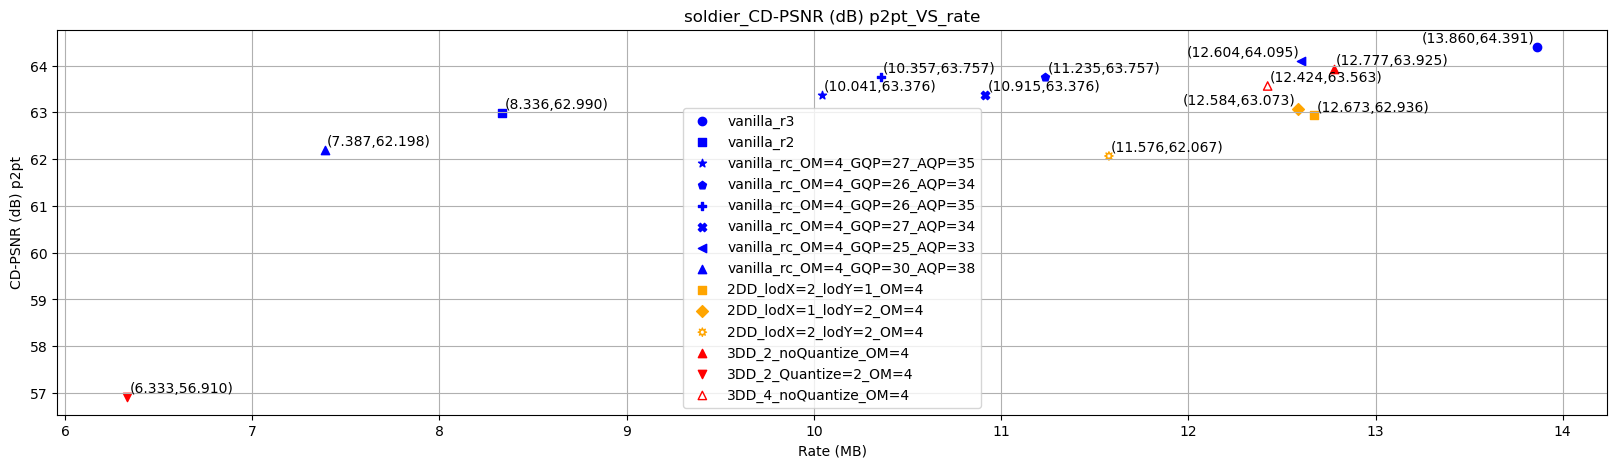 soldier_CD-PSNR (dB) p2pt_VS_rate
(13.860,64.391)
(12.604,64.095)
(12.777,63.925)
(10.357,63.757)
(11.235,63.757)
(12.424,63.563)
(10.041,63.376)
(10.915,63.376)
(8.336,62.990)
(12.584,63.073)
(12.673,62.936)
(7.387,62.198)
(11.576,62.067)
(6.333,56.910)
vanilla_r3
vanilla_r2
vanilla_rc_OM=4_GQP=27_AQP=35
vanilla_rc_OM=4_GQP=26_AQP=34
vanilla_rc_OM=4_GQP=26_AQP=35
vanilla_rc_OM=4_GQP=27_AQP=34
vanilla_rc_OM=4_GQP=25_AQP=33
vanilla_rc_OM=4_GQP=30_AQP=38
2DD_lodX=2_lodY=1_OM=4
2DD_lodX=1_lodY=2_OM=4
2DD_lodX=2_lodY=2_OM=4
3DD_2_noQuantize_OM=4
3DD_2_Quantize=2_OM=4
3DD_4_noQuantize_OM=4
CD-PSNR (dB) p2pt
64
63
62
61
60
59
58
57
6 7 8 9 10 11 12 13 14
Rate (MB)